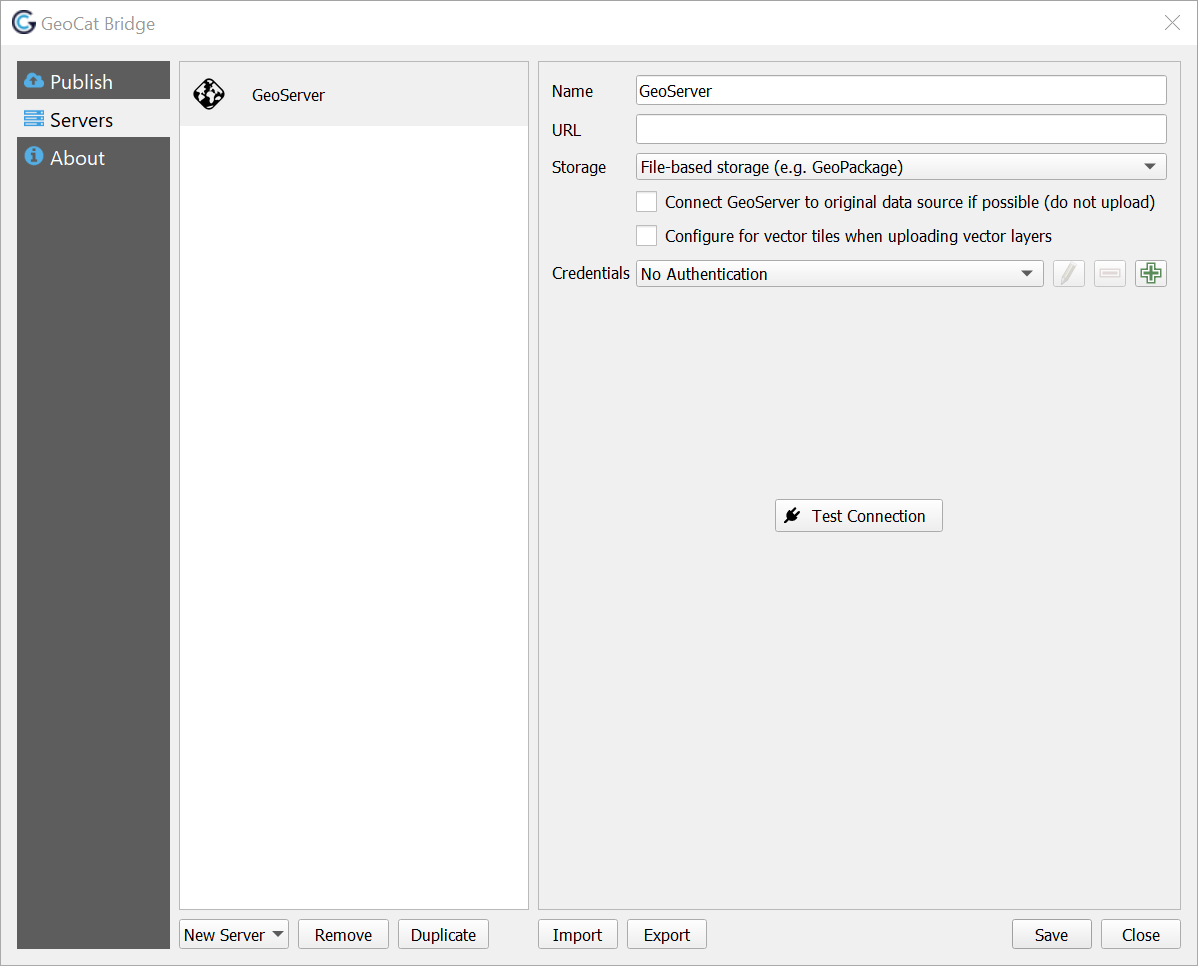 GeoCat Bridge
Publish
Servers
About
GeoServer
Name GeoServer
URL
Storage File-based storage (e.g. GeoPackage)
Connect GeoServer to original data source if possible (do not upload)
Configure for vector tiles when uploading vector layers
Credentials No Authentication
Test Connection
New Server Remove Duplicate Import Export Save Close